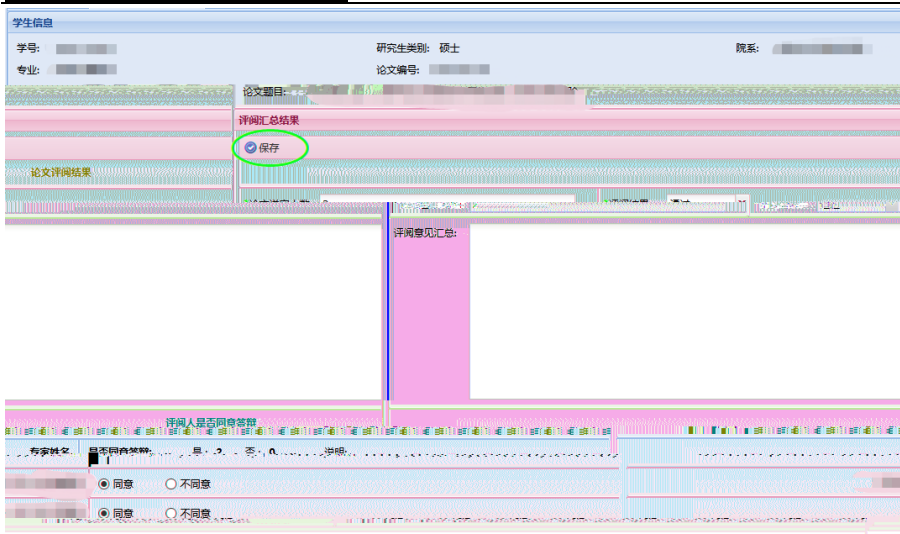 学生信息
学号: 研究生类别: 硕士 院系:
专业: 论文编号:
论文题目:
评阅汇总结果
保存
论文评阅结果
评阅意见汇总:
评阅人是否同意答辩
专家姓名 是否同意答辩: 是: 2 否: 0 说明:
同意 不同意
同意 不同意